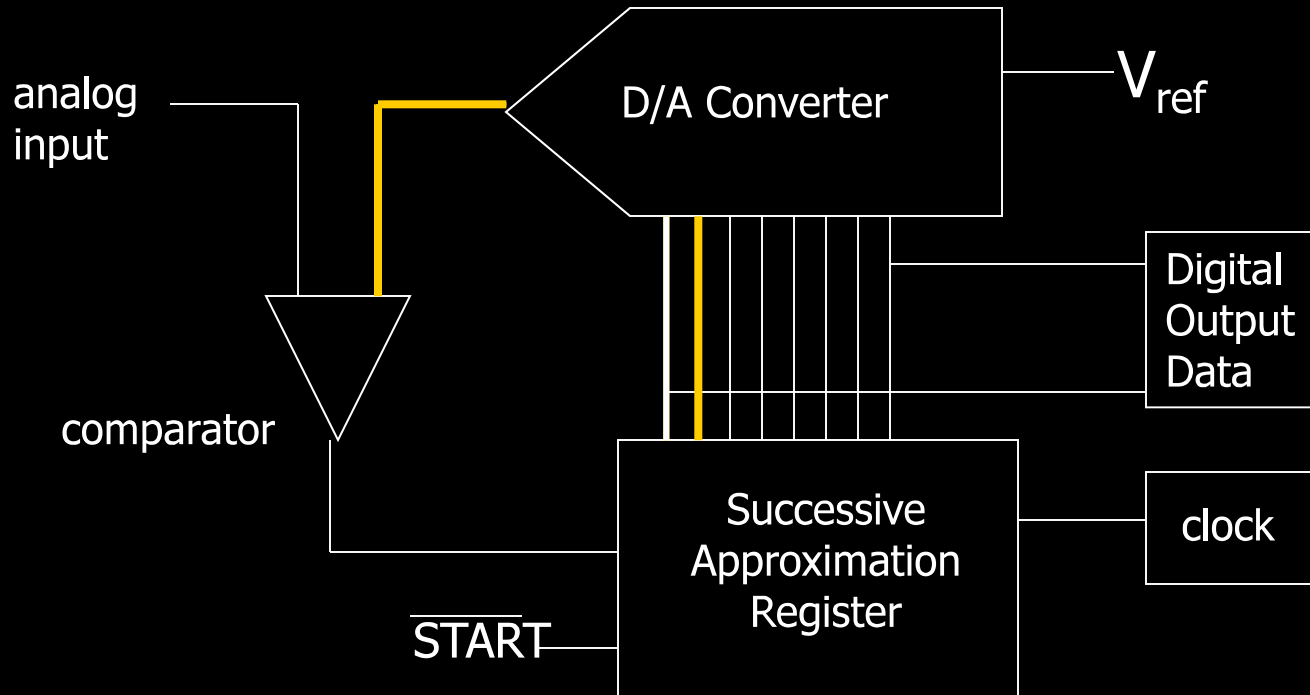 analog
input
D/A Converter
Vref
Digital
Output
Data
comparator
Successive
Approximation
Register
clock
START